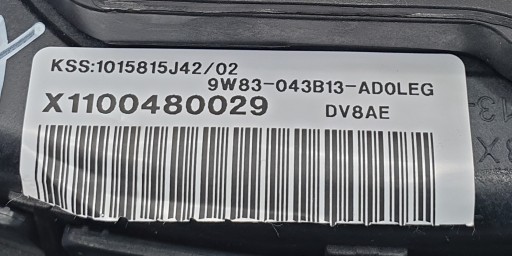 KSS:1015815J42/02
9W83-043B13-AD0LEG
X1100480029 DV8AE